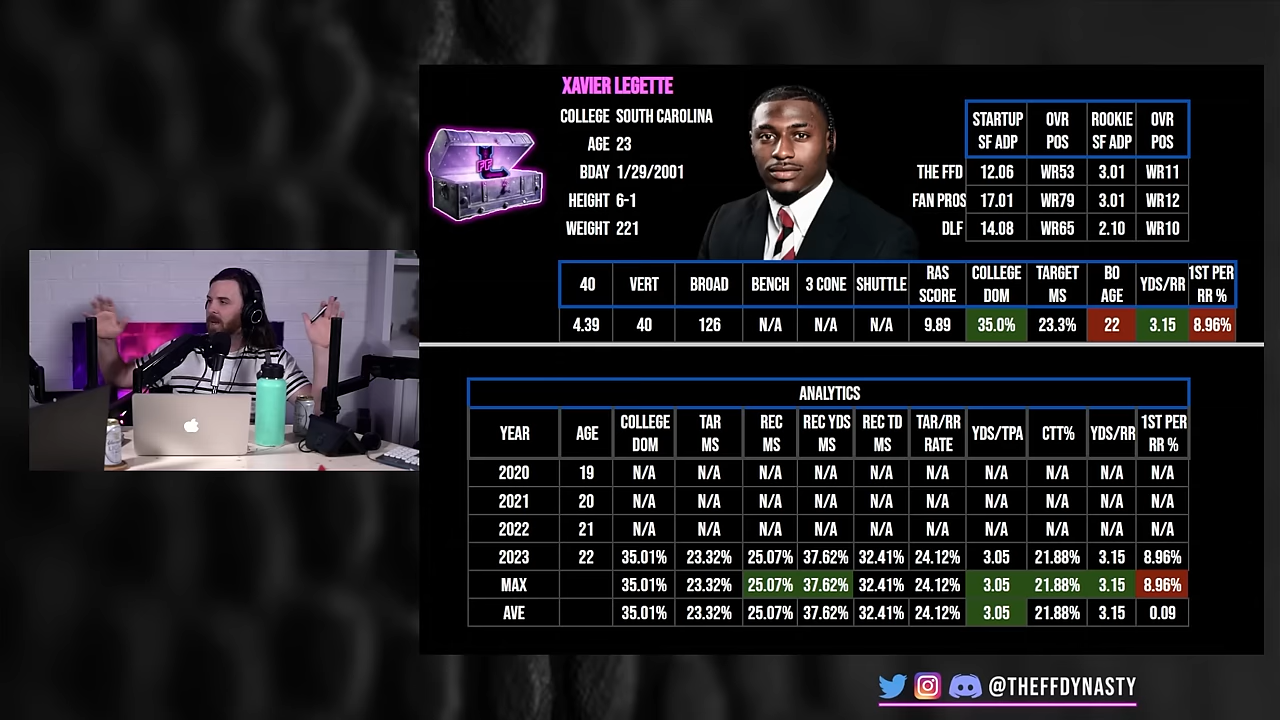 XAVIER LEGETTE
COLLEGE SOUTH CAROLINA
AGE 23
BDAY 1/29/2001
HEIGHT 6-1
WEIGHT 221
STARTUP SF ADP OVR POS ROOKIE SF ADP OVR POS
THE FFD 12.06 WR53 3.01 WR11
FAN PROS 17.01 WR79 3.01 WR12
DLF 14.08 WR65 2.10 WR10
40 VERT BROAD BENCH 3 CONE SHUTTLE RAS SCORE COLLEGE DOM TARGET MS BO AGE YDS/RR 1ST PER RR %
4.39 40 126 N/A N/A N/A 9.89 35.0% 23.3% 22 3.15 8.96%
ANALYTICS
YEAR AGE COLLEGE DOM TAR MS REC MS REC YDS MS REC TD MS TAR/RR RATE YDS/TPA CTT% YDS/RR 1ST PER RR %
2020 19 N/A N/A N/A N/A N/A N/A N/A N/A N/A N/A
2021 20 N/A N/A N/A N/A N/A N/A N/A N/A N/A N/A
2022 21 N/A N/A N/A N/A N/A N/A N/A N/A N/A N/A
2023 22 35.01% 23.32% 25.07% 37.62% 32.41% 24.12% 3.05 21.88% 3.15 8.96%
MAX 35.01% 23.32% 25.07% 37.62% 32.41% 24.12% 3.05 21.88% 3.15 8.96%
AVE 35.01% 23.32% 25.07% 37.62% 32.41% 24.12% 3.05 21.88% 3.15 0.09
@THEFFDYNASTY